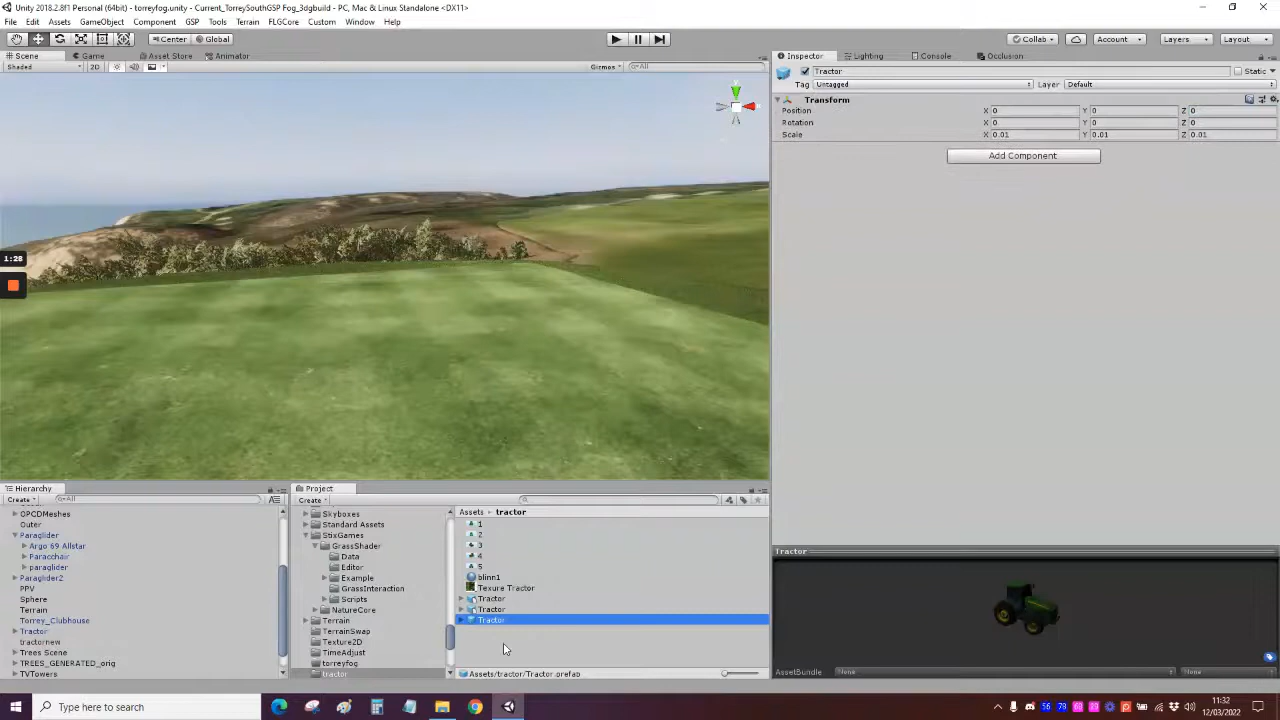 Unity 2018.2.8f1 Personal (64bit) - torreyfog.unity - Current_TorreySouthGSP Fog_3dgbuild - PC, Mac & Linux Standalone <DX11>
File Edit Assets GameObject Component GSP Tools Terrain FLGCore Custom Window Help
Center Global Collab Account Layers Layout
Scene Game Asset Store Animator Inspector Lighting Console Occlusion
Shaded 2D Gizmos All
Tractor Static
Tag Untagged Layer Default
Transform
Position X 0 Y 0 Z 0
Rotation X 0 Y 0 Z 0
Scale X 0.01 Y 0.01 Z 0.01
Add Component
1:28
Hierarchy
Create All
OPCDMeshes
Outer
Paraglider
Argo 69 Allstar
Paracchair
paraglider
Paraglider2
PPV
Sphere
Terrain
Torrey_Clubhouse
Tractor
tractornew
Trees Scene
TREES_GENERATED_orig
TVTowers
Project
Create
Skyboxes
Standard Assets
StixGames
GrassShader
Data
Editor
Example
GrassInteraction
Scripts
NatureCore
Terrain
TerrainSwap
Texture2D
TimeAdjust
torreyfog
tractor
Assets tractor
1
2
3
4
5
blinn1
Texure Tractor
Tractor
Tractor
Tractor
Assets/tractor/Tractor.prefab
Tractor
AssetBundle None None
Type here to search
56 78 69 69
11:32
12/03/2022